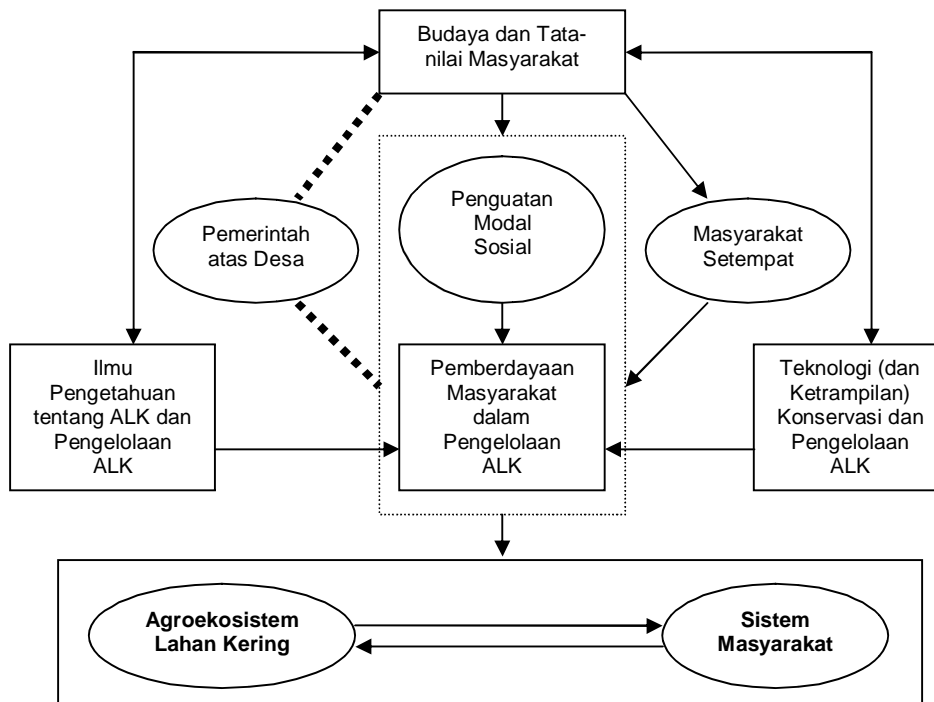 Budaya dan Tata-
nilai Masyarakat
Penguatan
Modal
Sosial
Pemerintah
atas Desa
Masyarakat
Setempat
Ilmu
Pengetahuan
tentang ALK dan
Pengelolaan
ALK
Pemberdayaan
Masyarakat
dalam
Pengelolaan
ALK
Teknologi (dan
Ketrampilan)
Konservasi dan
Pengelolaan
ALK
Agroekosistem
Lahan Kering
Sistem
Masyarakat